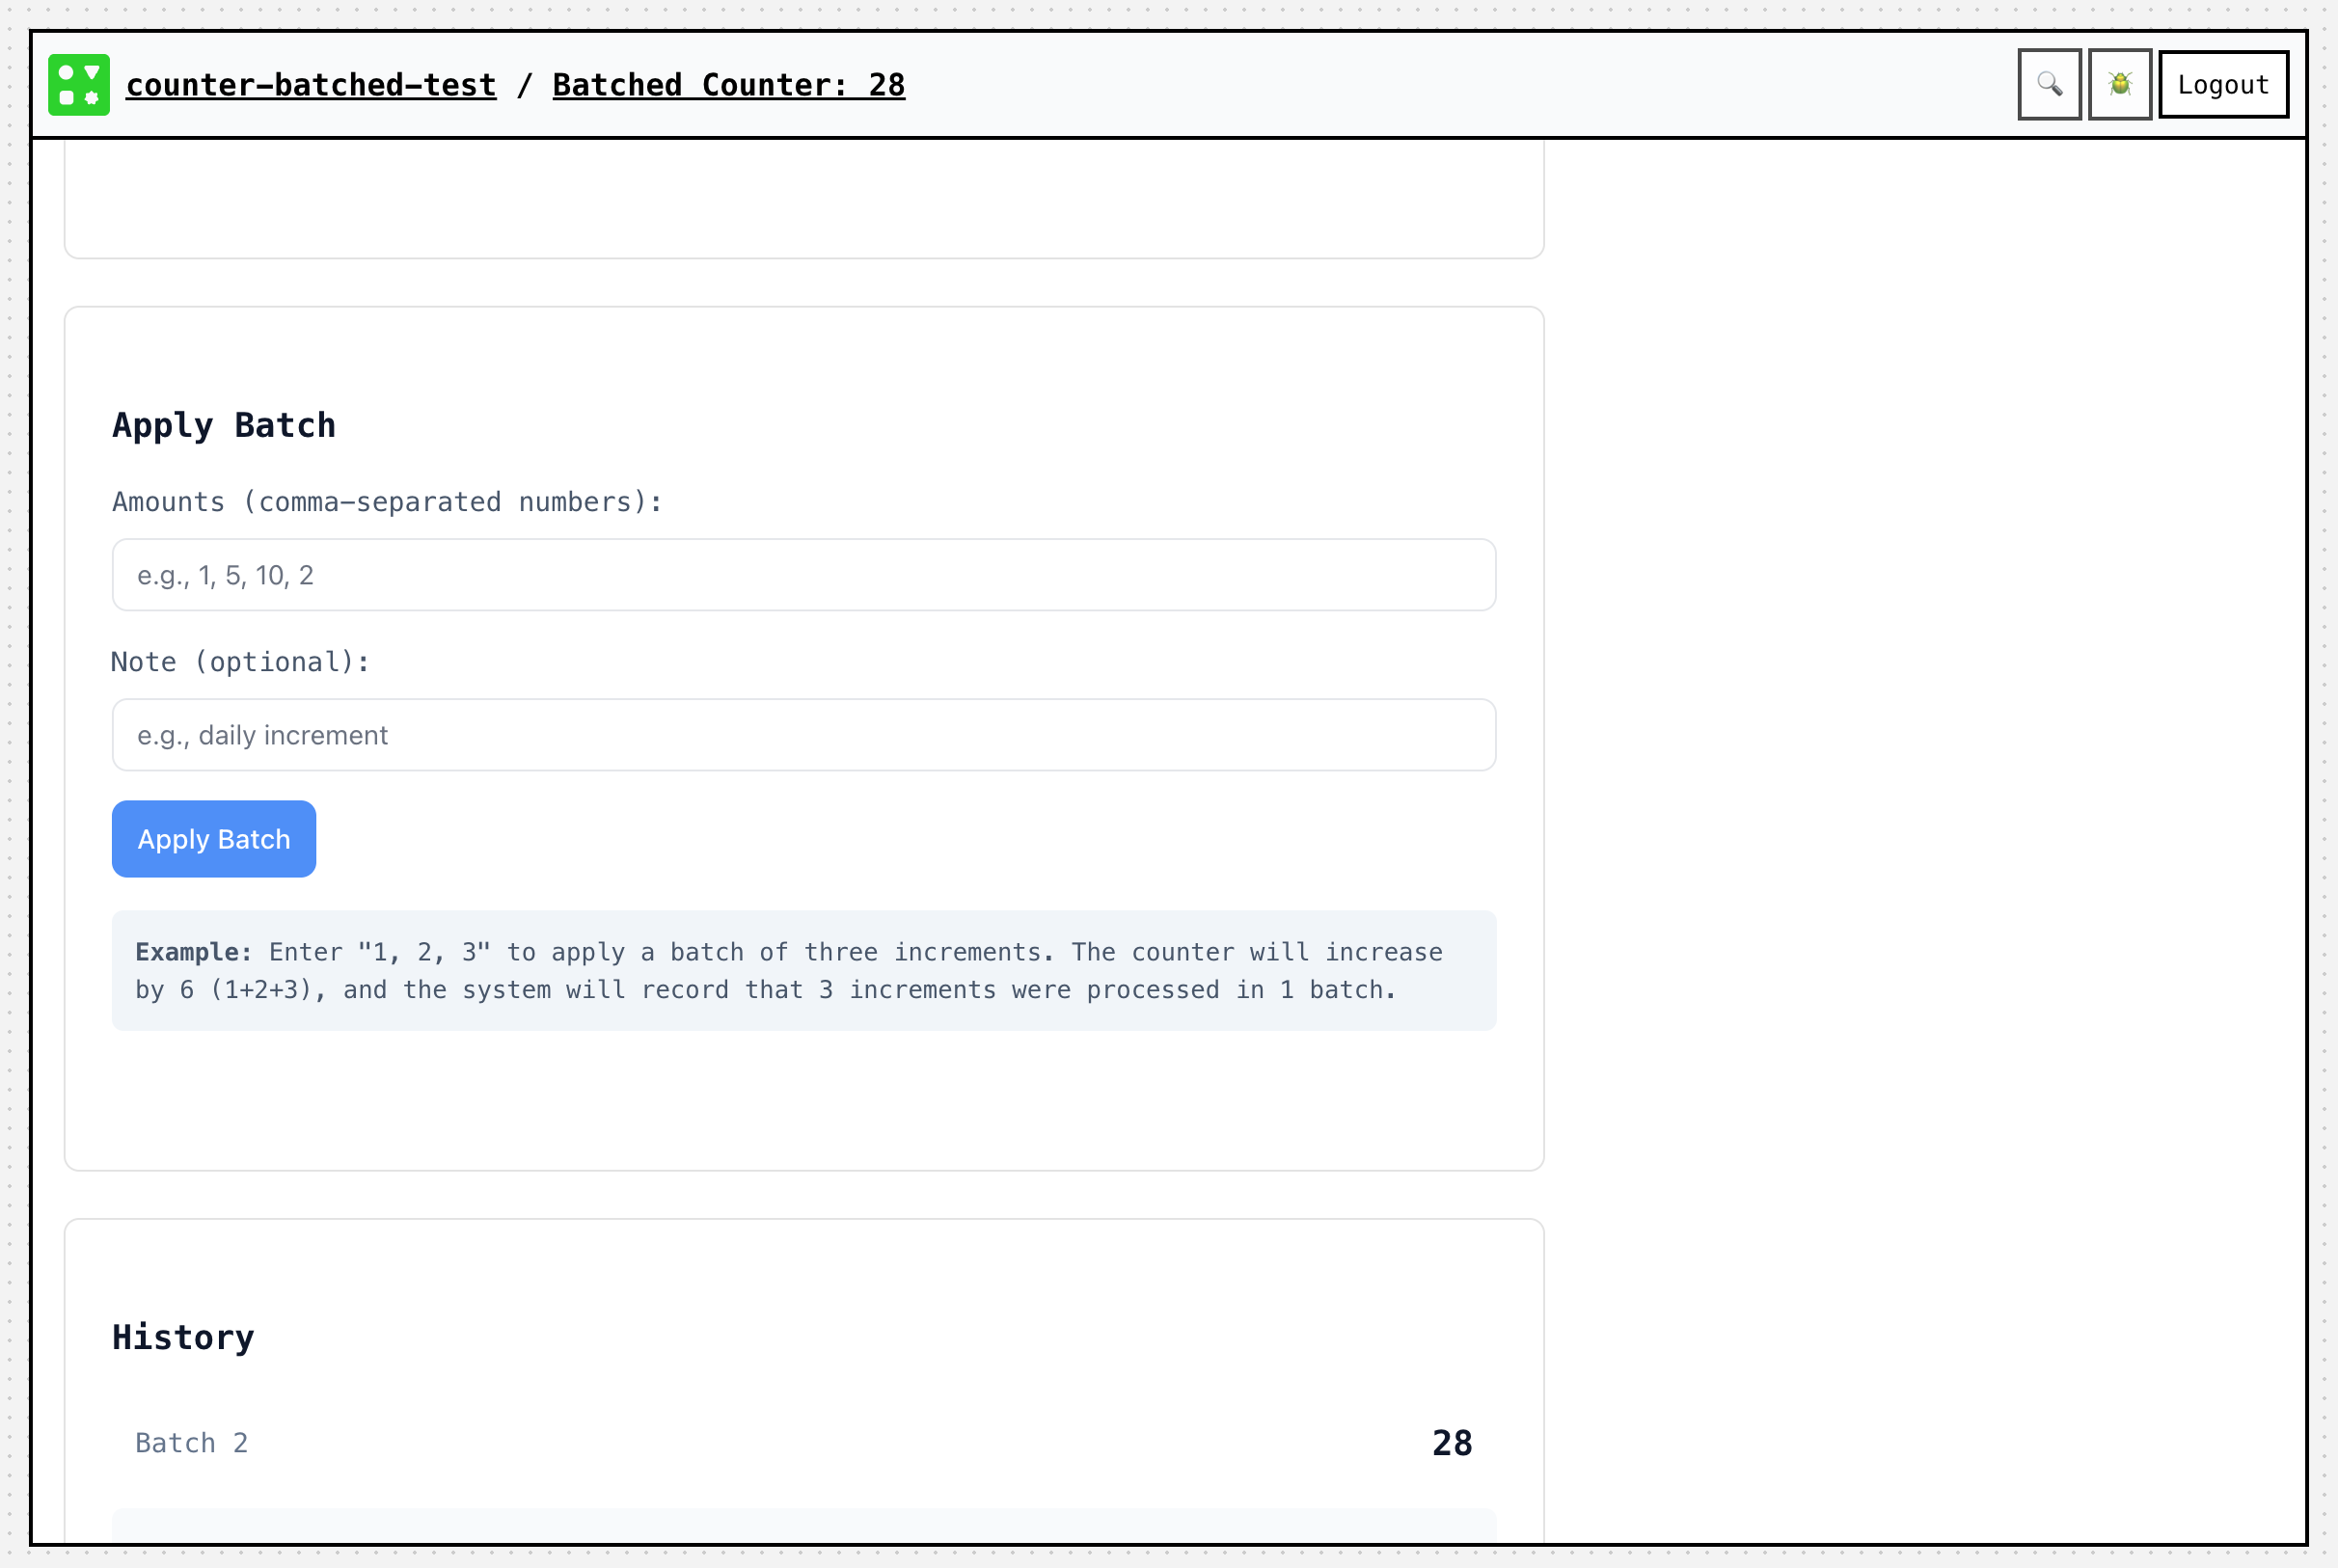 counter-batched-test / Batched Counter: 28
Logout
Apply Batch
Amounts (comma-separated numbers):
e.g., 1, 5, 10, 2
Note (optional):
e.g., daily increment
Apply Batch
Example: Enter "1, 2, 3" to apply a batch of three increments. The counter will increase
by 6 (1+2+3), and the system will record that 3 increments were processed in 1 batch.
History
Batch 2
28